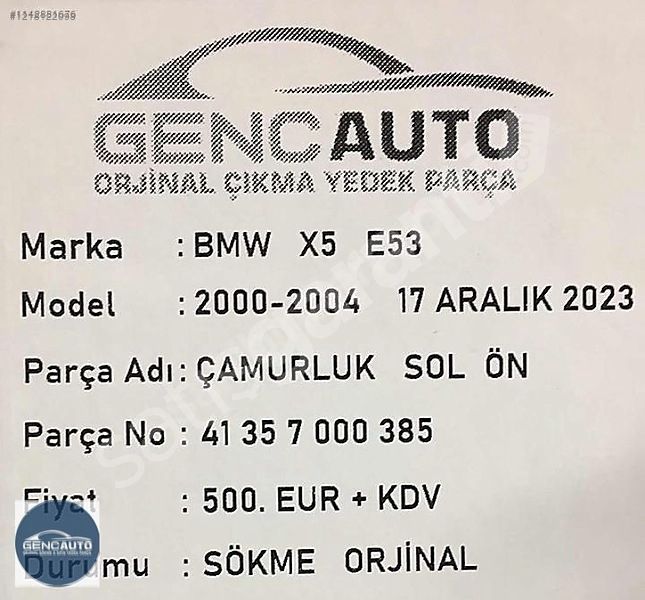 GENCAUTO
ORJİNAL ÇIKMA YEDEK PARÇA
Marka : BMW X5 E53
Model : 2000-2004 17 ARALIK 2023
Parça Adı : ÇAMURLUK SOL ÖN
Parça No : 41 35 7 000 385
Fiyat : 500. EUR + KDV
GENCAUTO
Durumu : SÖKME ORJİNAL